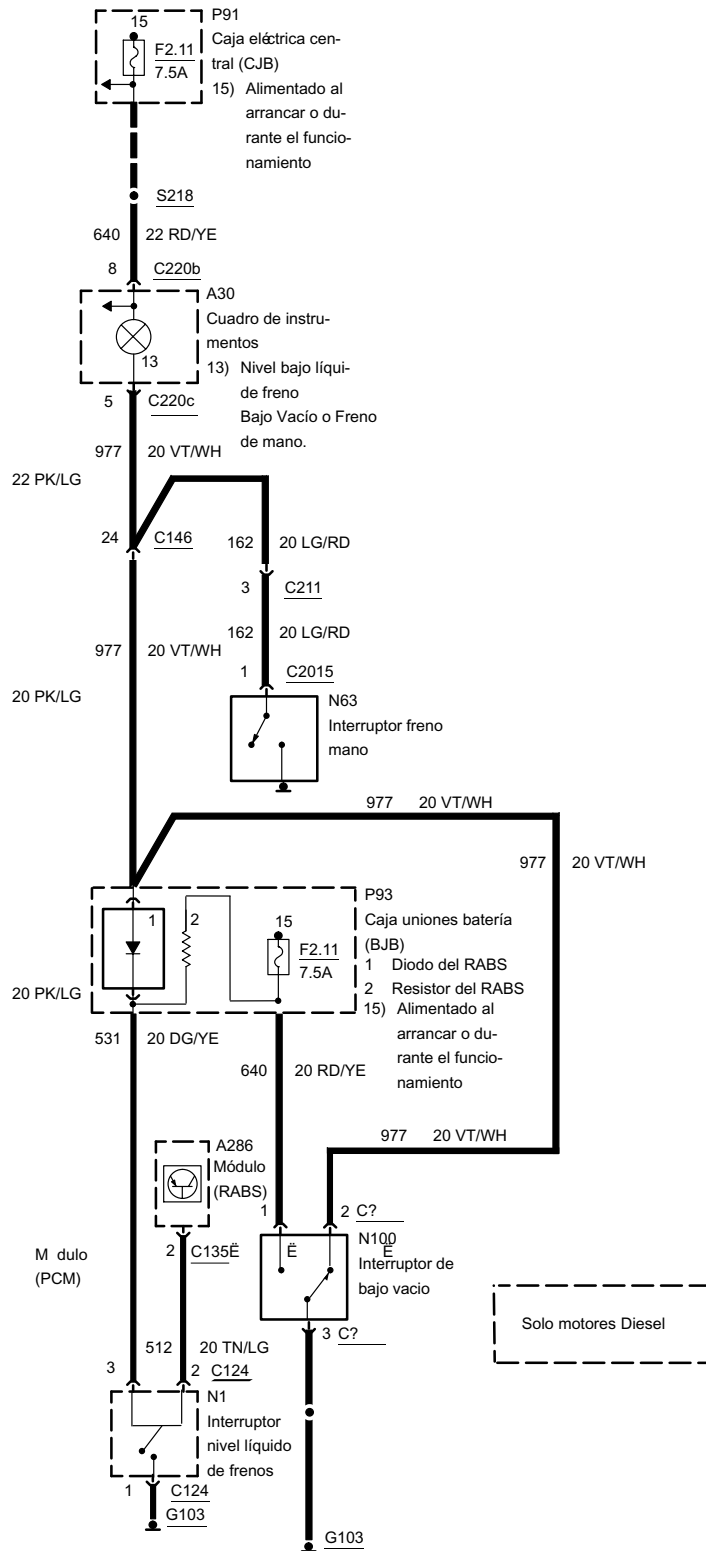 P91
15
Caja eléctrica cen-
tral (CJB)
F2.11
7.5A
15) Alimentado al
arrancar o du-
rante el funcio-
namiento
S218
640 22 RD/YE
8 C220b
A30
Cuadro de instru-
mentos
13
13) Nivel bajo líqui-
de freno
Bajo Vacío o Freno
de mano.
5 C220c
977 20 VT/WH
22 PK/LG
24 C146
162 20 LG/RD
3 C211
162 20 LG/RD
977 20 VT/WH
1 C2015
20 PK/LG
N63
Interruptor freno
mano
977 20 VT/WH
977 20 VT/WH
P93
Caja uniones batería
(BJB)
1 2 15
F2.11
7.5A
1 Diodo del RABS
2 Resistor del RABS
15) Alimentado al
arrancar o du-
rante el funcio-
namiento
20 PK/LG
531 20 DG/YE
640 20 RD/YE
977 20 VT/WH
A286
Módulo
(RABS)
1 2 C?
N100
Ë Ë
Interruptor de
bajo vacio
2 C135Ë
M dulo
(PCM)
Solo motores Diesel
3 C?
512 20 TN/LG
3 2 C124
N1
Interruptor
nivel líquido
de frenos
1 C124
G103
G103